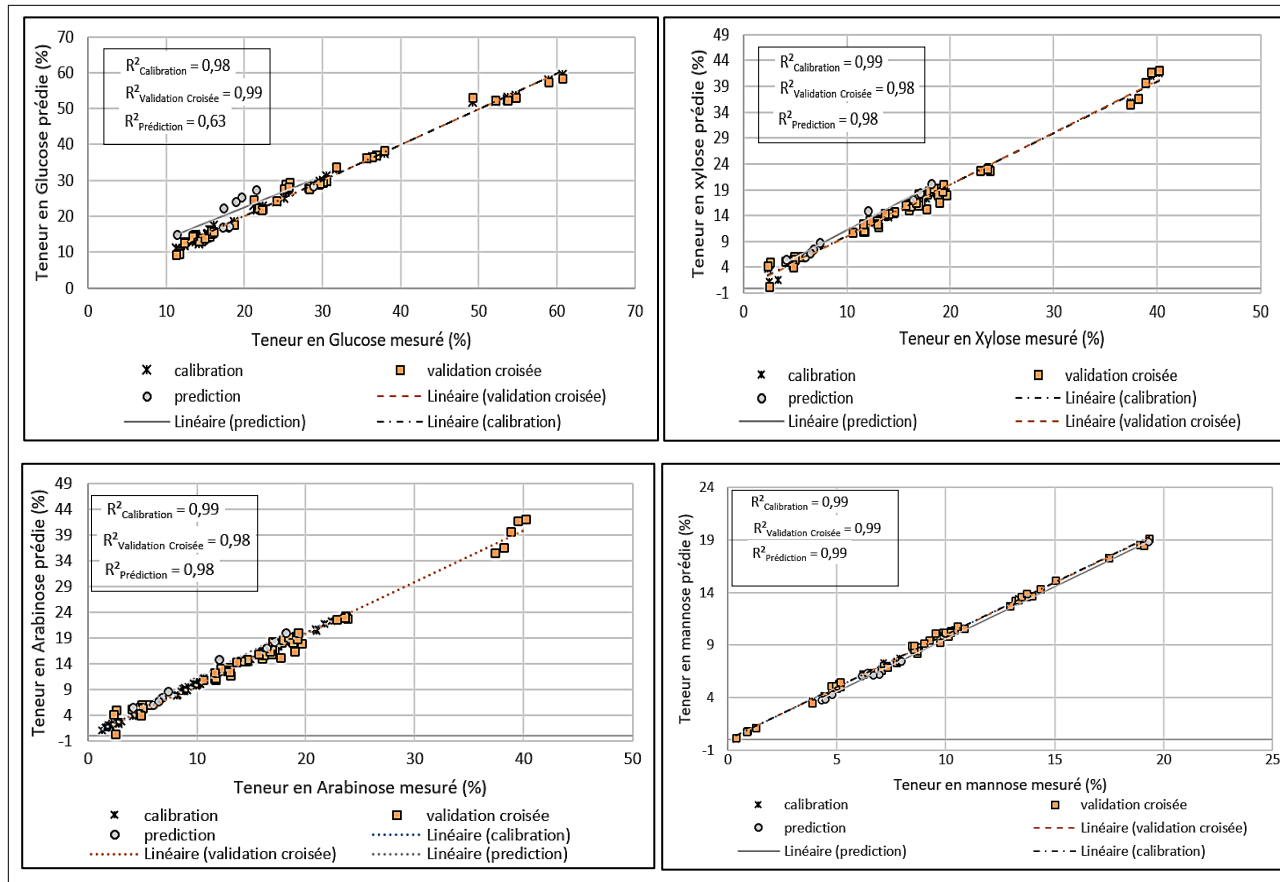 70
60
50
40
30
20
10
0
Teneur en Glucose prédie (%)
R²Calibration = 0,98
R²Validation Croisée = 0,99
R²Prédiction = 0,63
0 10 20 30 40 50 60 70
Teneur en Glucose mesuré (%)
calibration validation croisée
prediction Linéaire (validation croisée)
Linéaire (prediction) Linéaire (calibration)
49
44
39
34
29
24
19
14
9
4
-1
Teneur en xylose prédie (%)
R²Calibration = 0,99
R²Validation Croisée = 0,98
R²Prediction = 0,98
0 10 20 30 40 50
Teneur en Xylose mesuré (%)
calibration validation croisée
prediction Linéaire (calibration)
Linéaire (prediction) Linéaire (validation croisée)
49
44
39
34
29
24
19
14
9
4
-1
Teneur en Arabinose prédie (%)
R²Calibration = 0,99
R²Validation Croisée = 0,98
R²Prédiction = 0,98
0 10 20 30 40 50
Teneur en Arabinose mesuré (%)
calibration validation croisée
prediction Linéaire (calibration)
Linéaire (validation croisée) Linéaire (prediction)
24
19
14
9
4
-1
Teneur en mannose prédie (%)
R²Calibration = 0,99
R²Validation Croisée = 0,99
R²Prédiction = 0,99
0 5 10 15 20 25
Teneur en mannose mesuré (%)
calibration validation croisée
prediction Linéaire (validation croisée)
Linéaire (prediction) Linéaire (calibration)